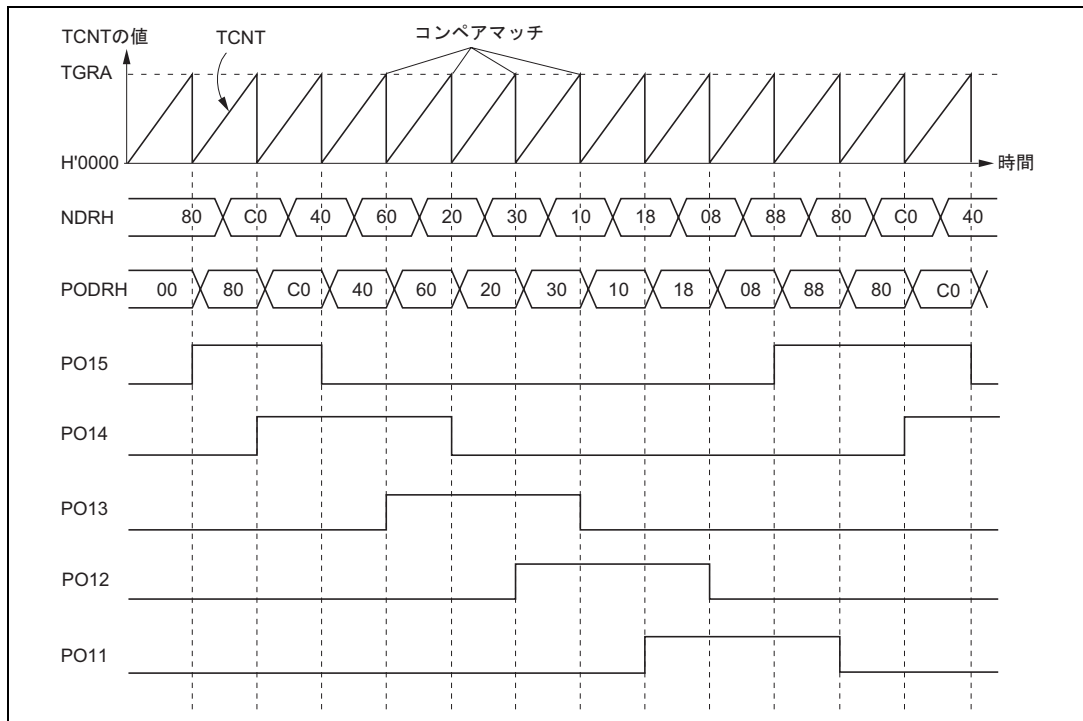 TCNTの値 TCNT コンペアマッチ
TGRA
H'0000 時間
NDRH 80 C0 40 60 20 30 10 18 08 88 80 C0 40
PODRH 00 80 C0 40 60 20 30 10 18 08 88 80 C0
PO15
PO14
PO13
PO12
PO11